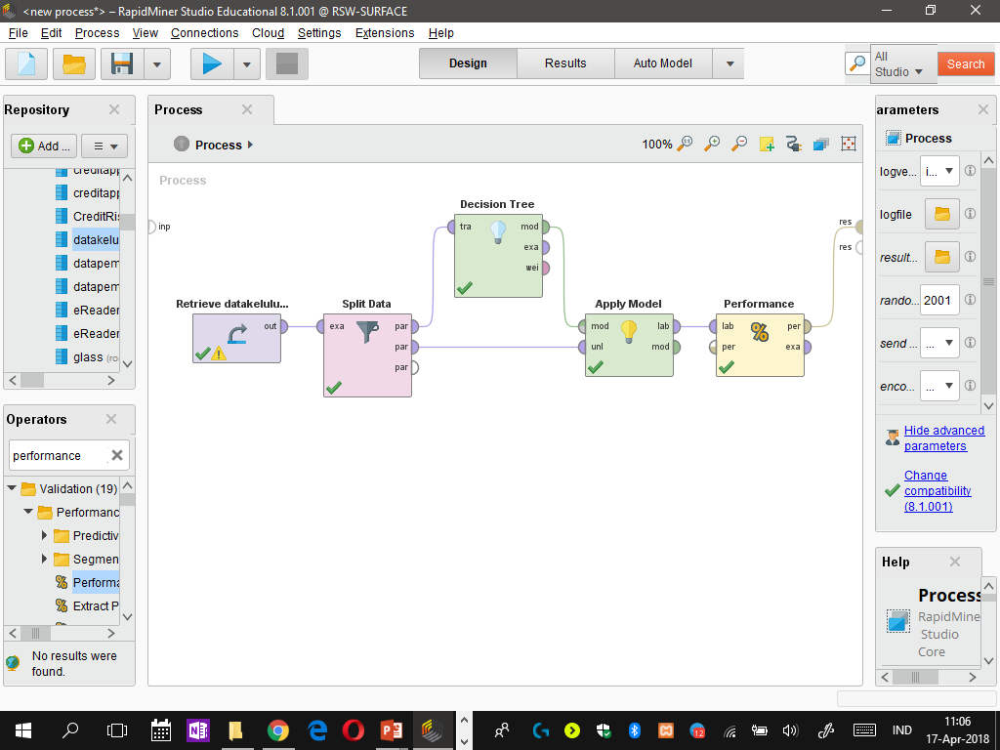 <new process*> – RapidMiner Studio Educational 8.1.001 @ RSW-SURFACE
File Edit Process View Connections Cloud Settings Extensions Help
Design Results Auto Model
All Studio
Search
Repository
Add ...
creditapp
creditapp
CreditRis
datakelu
datapem
datapem
eReader
eReader
glass (ro
Operators
performance
Validation (19)
Performanc
Predictiv
Segmen
Performa
Extract P
No results were
found.
Process
Process
100%
Process
inp
res
res
Decision Tree
tra mod
exa
wei
Retrieve datakelulu...
out
Split Data
exa par
par
par
Apply Model
mod lab
unl mod
Performance
lab per
per exa
arameters
Process
logve... i...
logfile
result...
rando... 2001
send ... ...
enco... ...
Hide advanced
parameters
Change
compatibility
(8.1.001)
Help
Process
RapidMine
Studio
Core
12
IND
11:06
17-Apr-2018